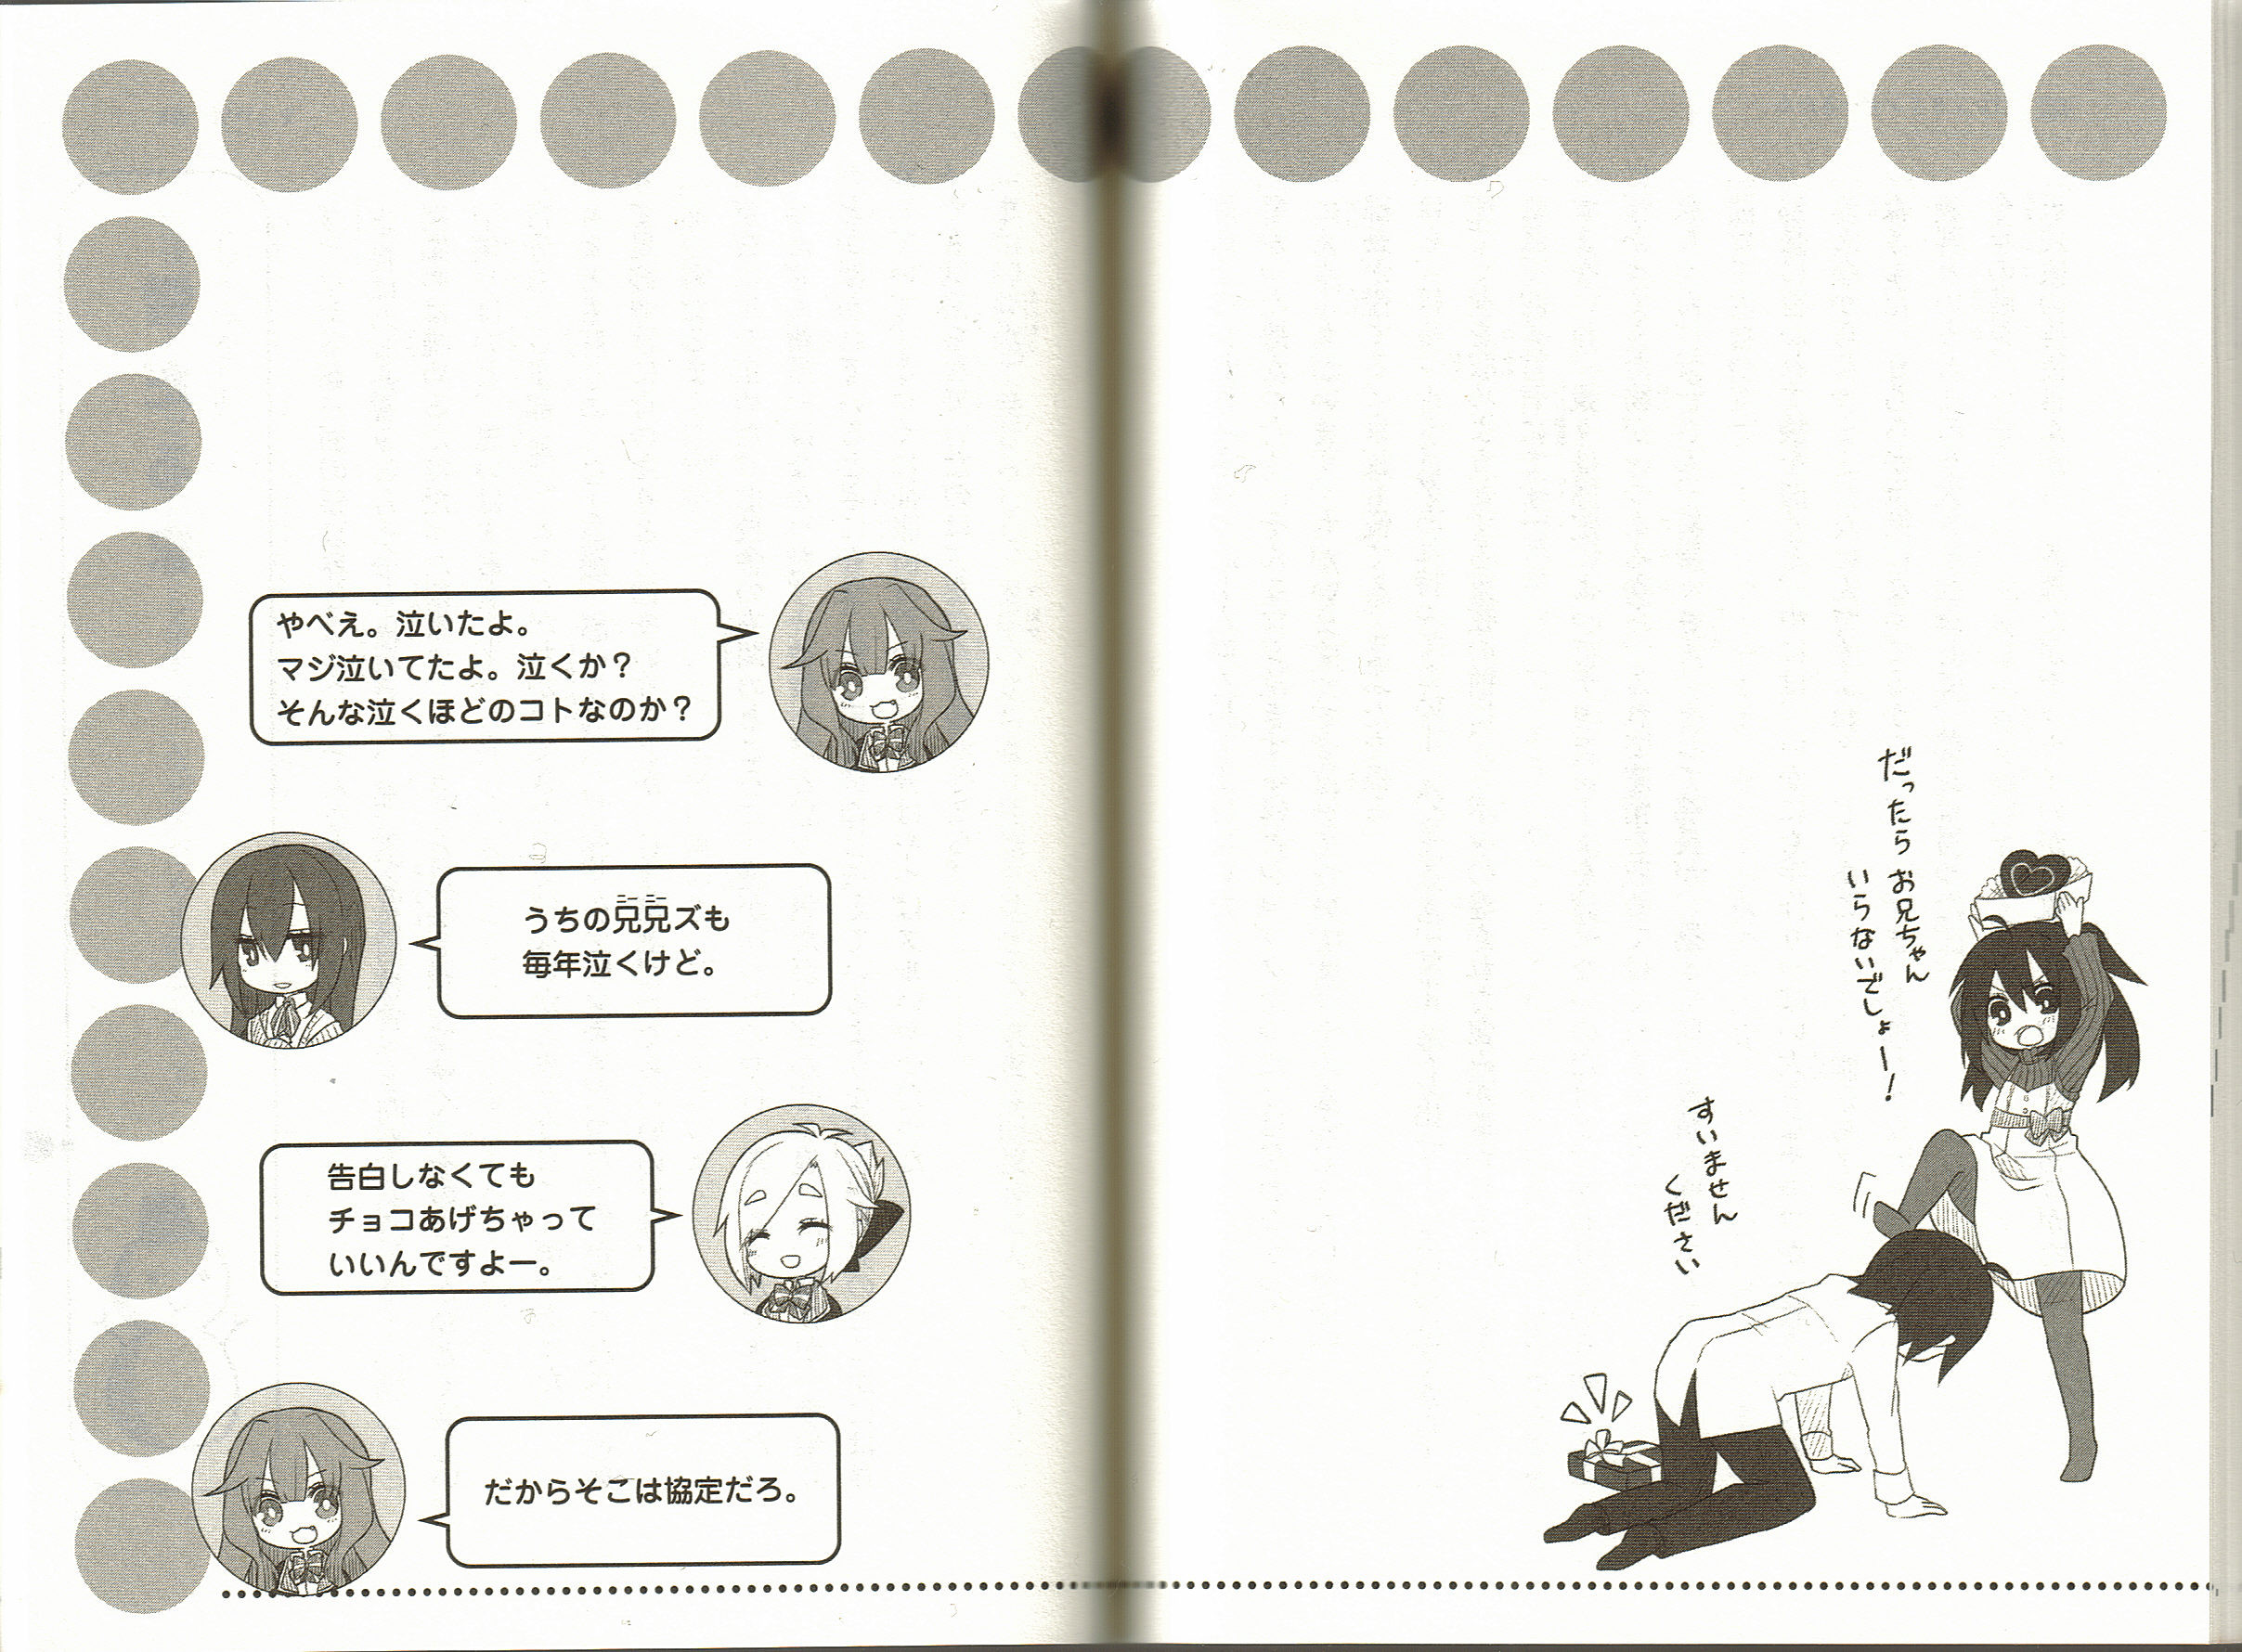 だったらお兄ちゃん
いらないでしょー!
すいません
ください
やべえ。泣いたよ。
マジ泣いてたよ。泣くか?
そんな泣くほどのコトなのか?
うちの兄兄ズも
毎年泣くけど。
告白しなくても
チョコあげちゃって
いいんですよー。
だからそこは協定だろ。